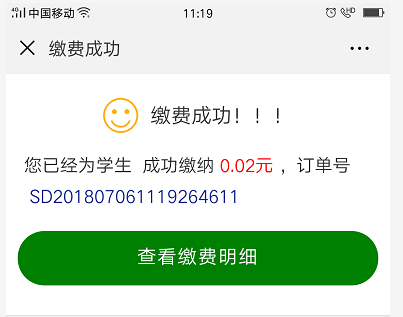 4G 中国移动 11:19 HD
缴费成功
缴费成功！！！
您已经为学生 成功缴纳 0.02元 ，订单号
SD201807061119264611
查看缴费明细